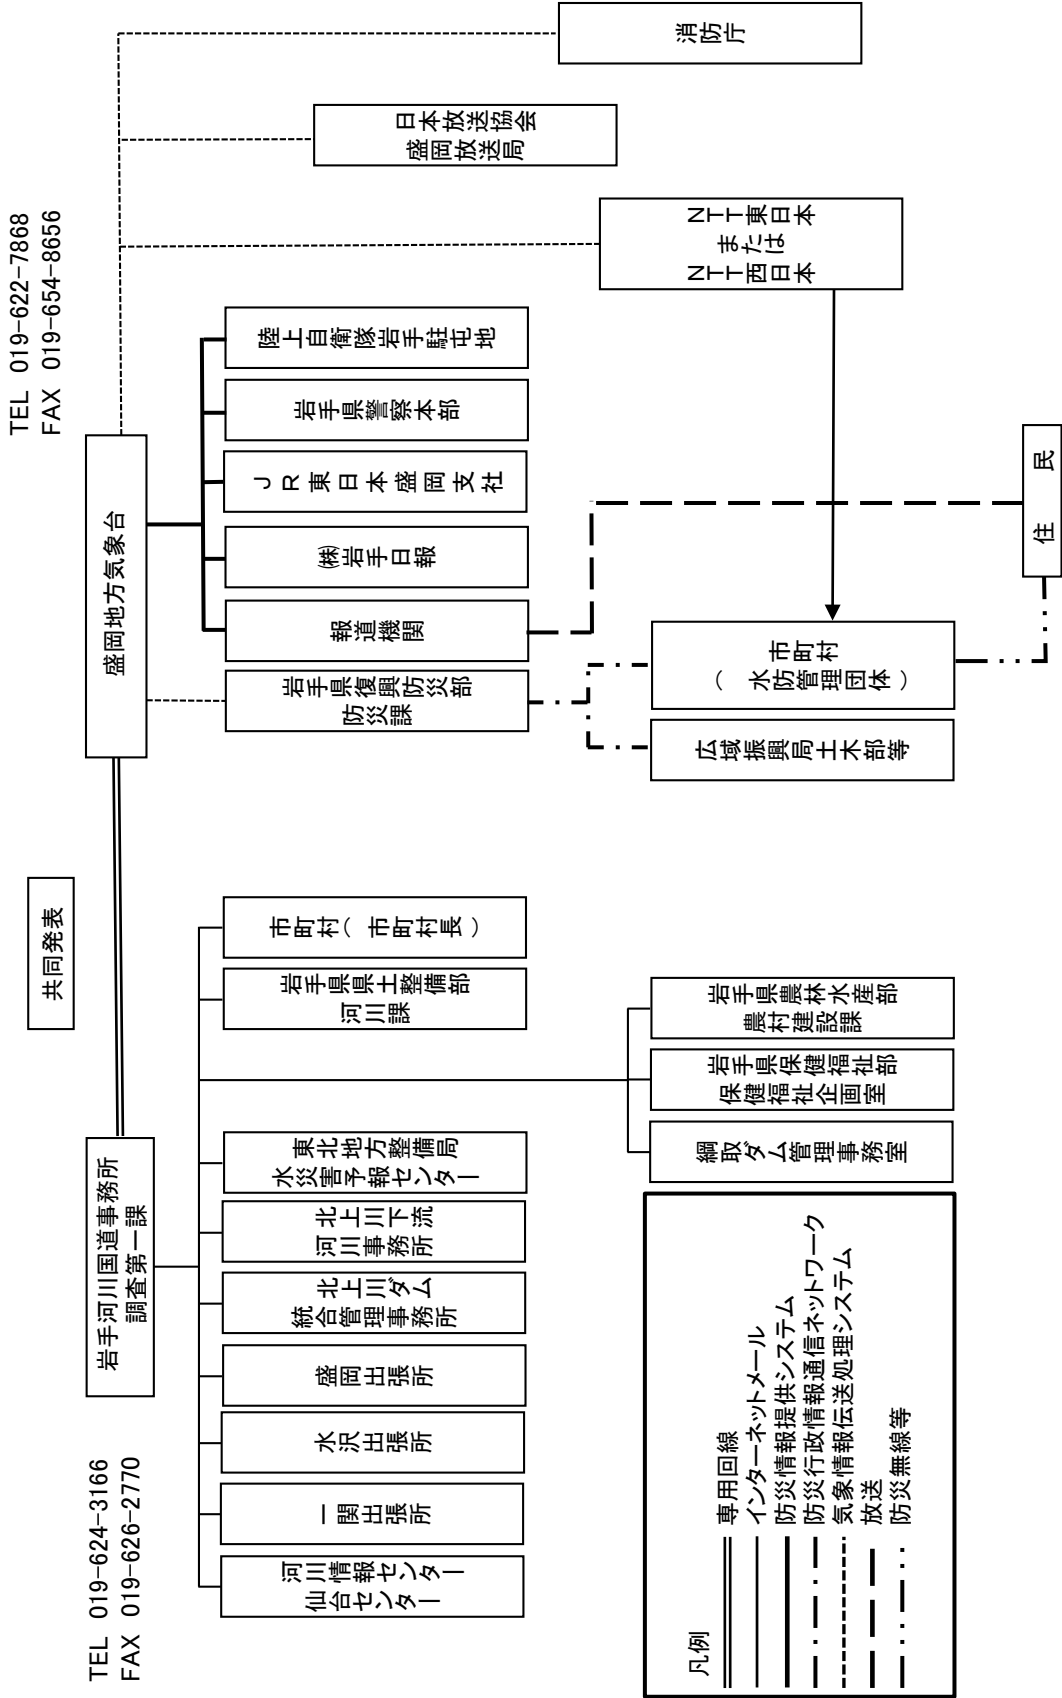 共同発表
TEL 019-624-3166
FAX 019-626-2770
岩手河川国道事務所
調査第一課
TEL 019-622-7868
FAX 019-654-8656
盛岡地方気象台
河川情報センター
仙台センター
一関出張所
水沢出張所
盛岡出張所
北上川ダム
統合管理事務所
北上川下流
河川事務所
東北地方整備局
水災害予報センター
岩手県県土整備部
河川課
市町村( 市町村長 )
岩手県復興防災部
防災課
報道機関
㈱岩手日報
JR東日本盛岡支社
岩手県警察本部
陸上自衛隊岩手駐屯地
日本放送協会
盛岡放送局
消防庁
NTT東日本
または
NTT西日本
綱取ダム管理事務室
岩手県保健福祉部
保健福祉企画室
岩手県農林水産部
農村建設課
広域振興局土木部等
市町村
( 水防管理団体 )
住 民
凡例
専用回線
インターネットメール
防災情報提供システム
防災行政情報通信ネットワーク
気象情報伝送処理システム
放送
防災無線等